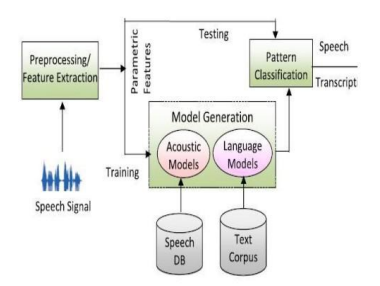 Testing
Preprocessing/
Feature Extraction
Parametric
Features
Pattern
Classification
Speech
Transcript
Model Generation
Acoustic
Models
Language
Models
Training
Speech Signal
Speech
DB
Text
Corpus